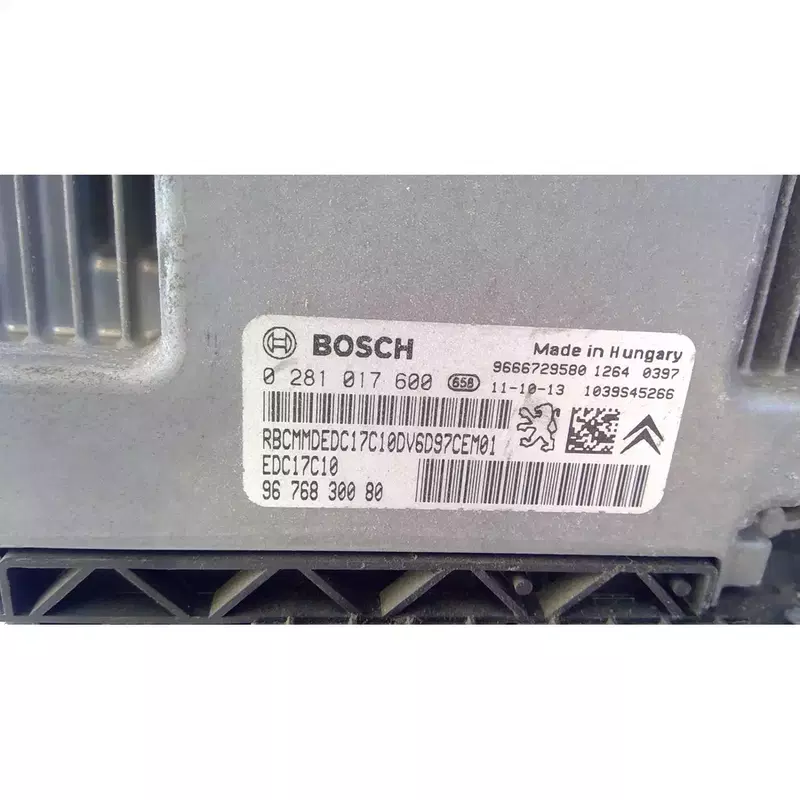 BOSCH
Made in Hungary
0 281 017 600 658
9666729580 1264 0397
11-10-13 1039S45266
RBCMMDEDC17C10DV6D97CEM01
EDC17C10
96 768 300 80